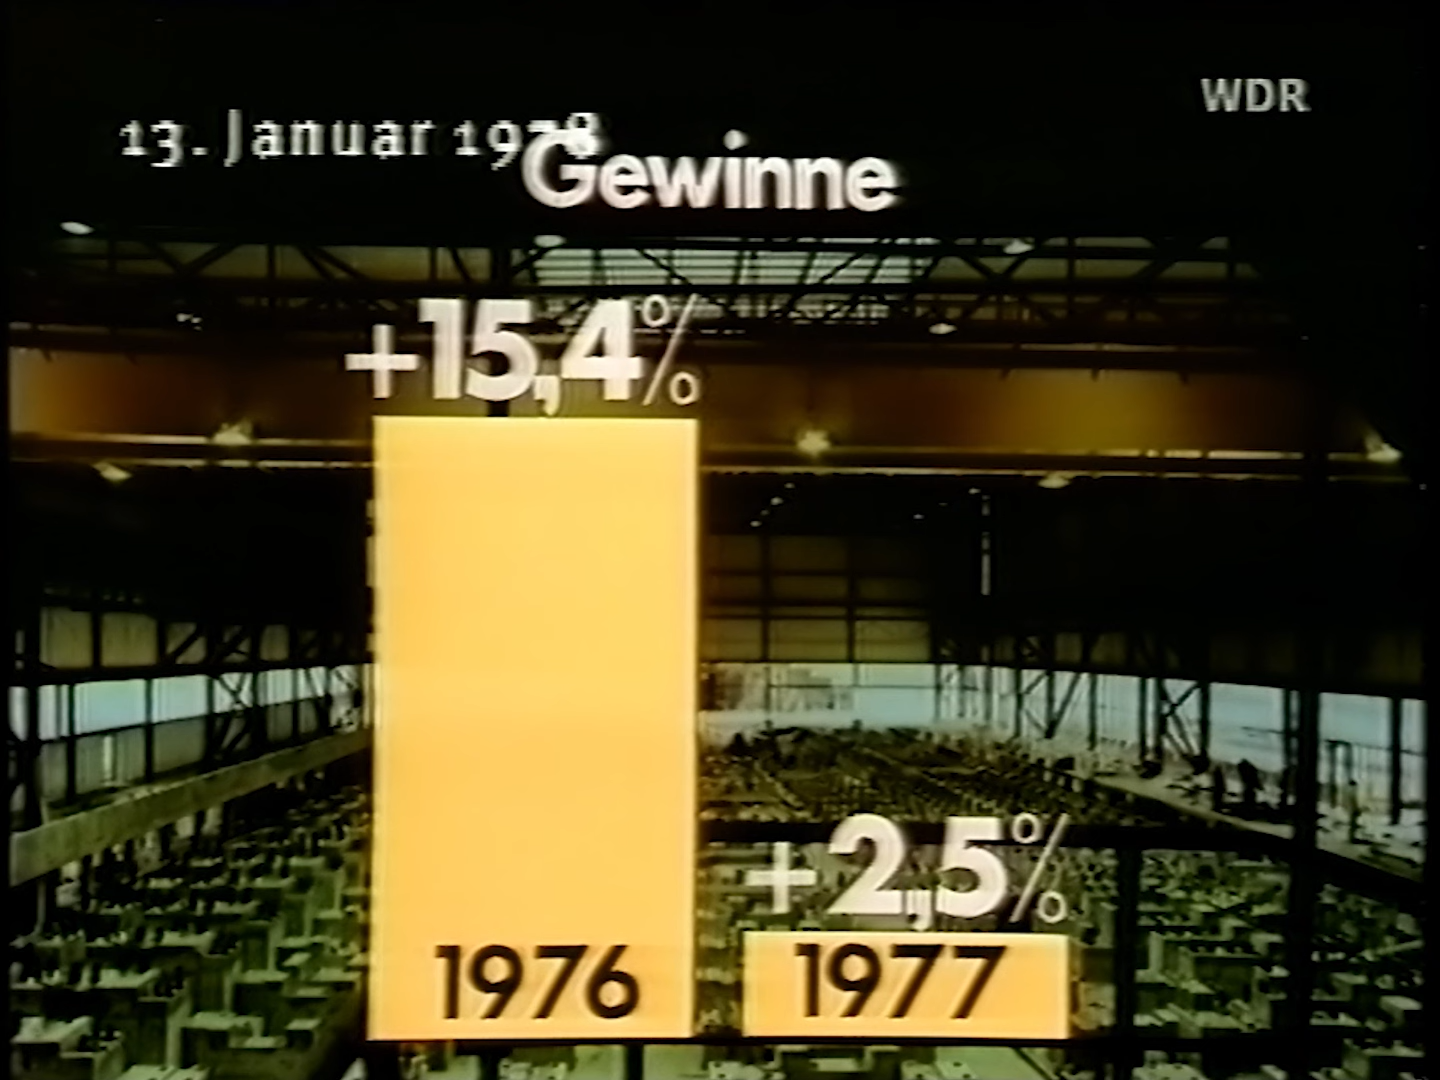 WDR
13. Januar 1978
Gewinne
+15,4%
+2,5%
1976
1977